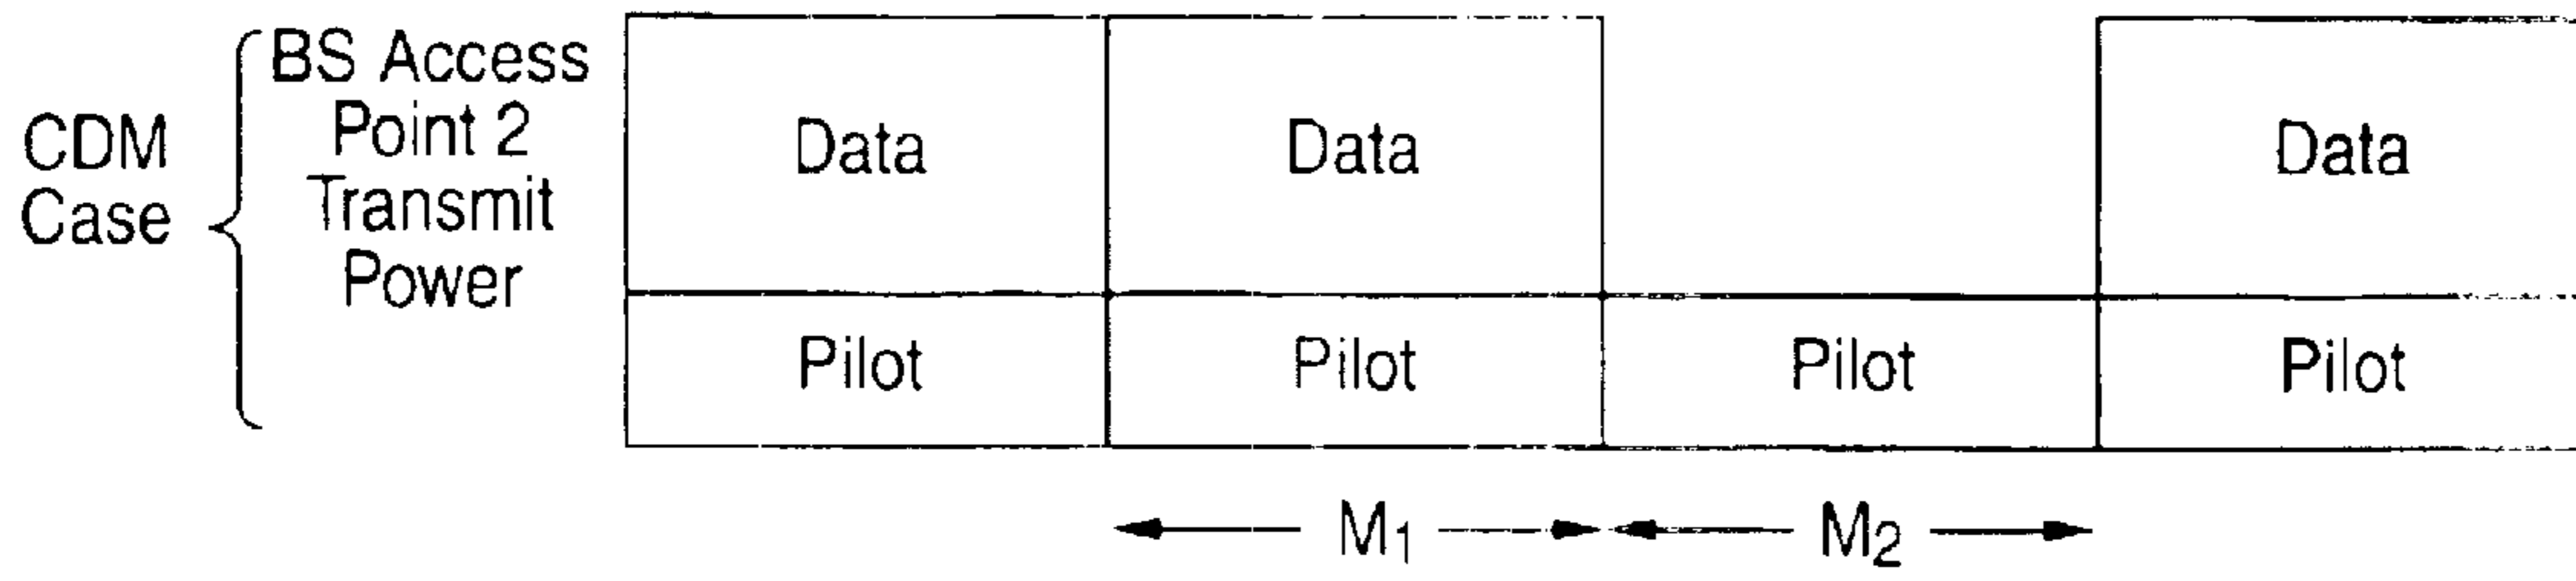 CDM
Case
BS Access
Point 2
Transmit
Power
Data
Data
Data
Pilot
Pilot
Pilot
Pilot
M1
M2